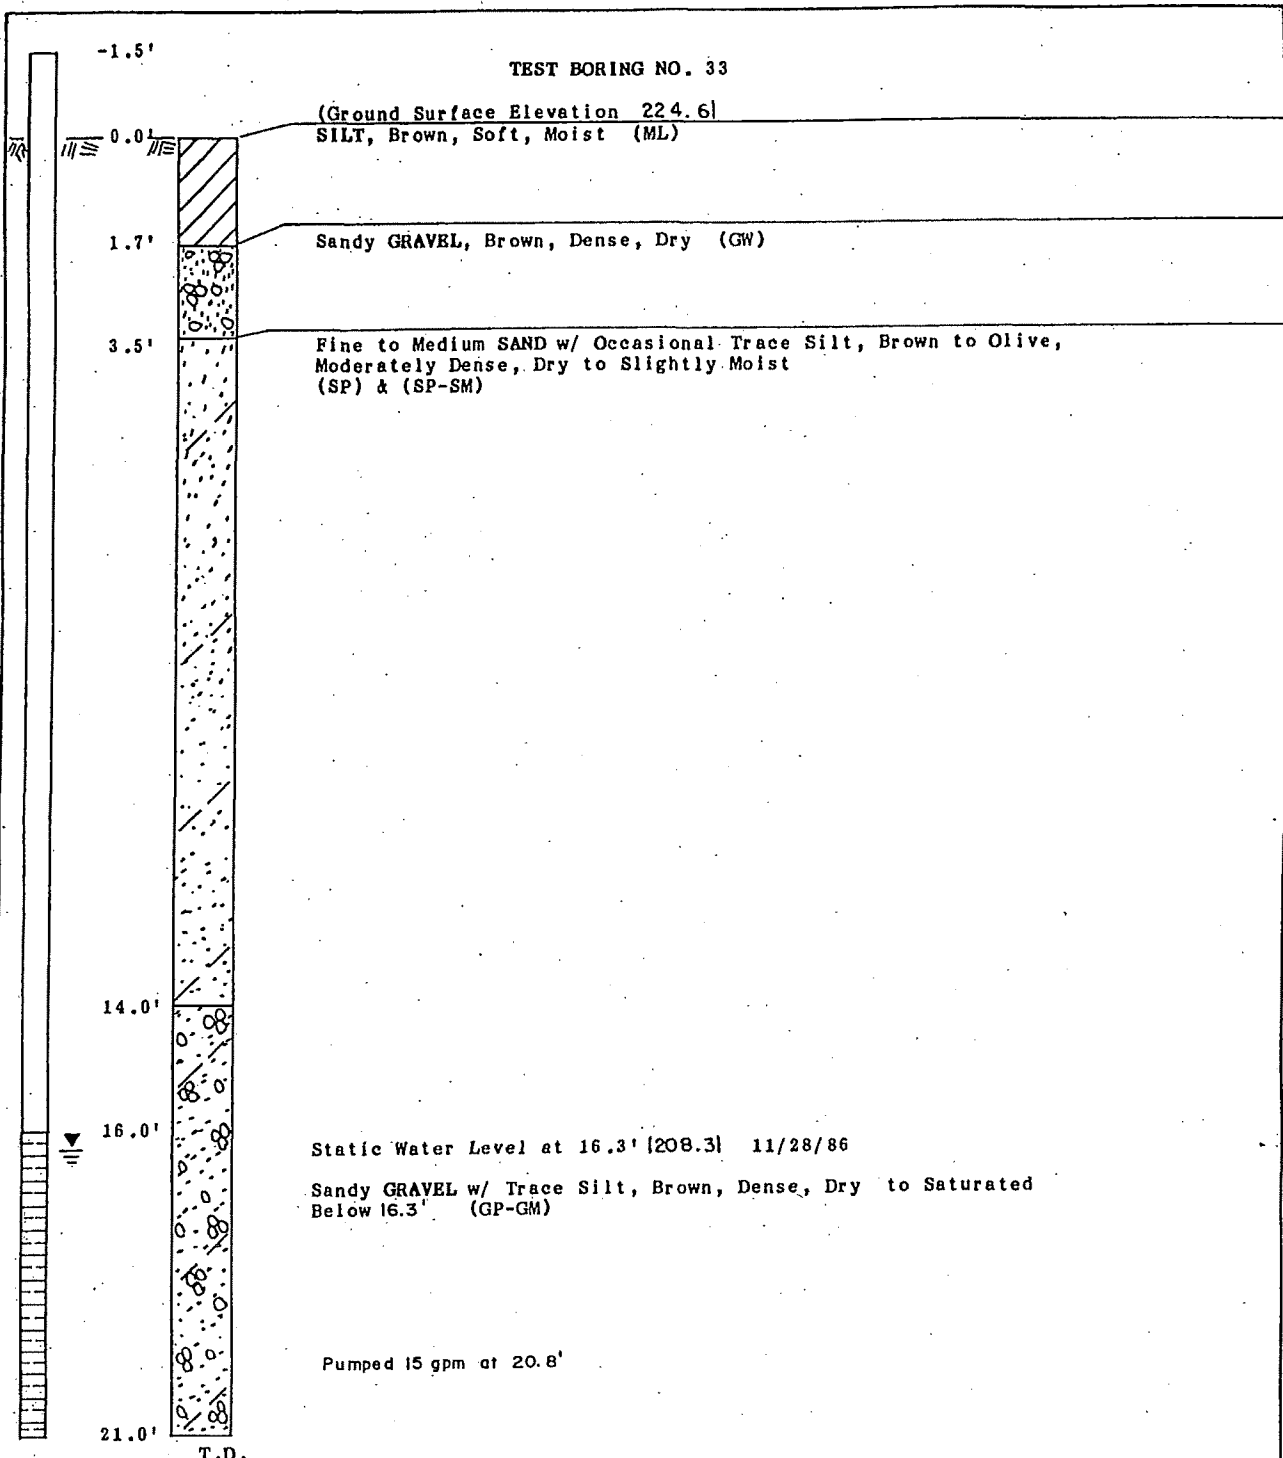 -1.5'
TEST BORING NO. 33
(Ground Surface Elevation 224.6)
0.0'
SILT, Brown, Soft, Moist (ML)
1.7'
Sandy GRAVEL, Brown, Dense, Dry (GW)
3.5'
Fine to Medium SAND w/ Occasional Trace Silt, Brown to Olive,
Moderately Dense, Dry to Slightly Moist
(SP) & (SP-SM)
14.0'
16.0'
Static Water Level at 16.3' (208.3) 11/28/86
Sandy GRAVEL w/ Trace Silt, Brown, Dense, Dry to Saturated
Below 16.3' (GP-GM)
Pumped 15 gpm at 20.8'
21.0'
T.D.